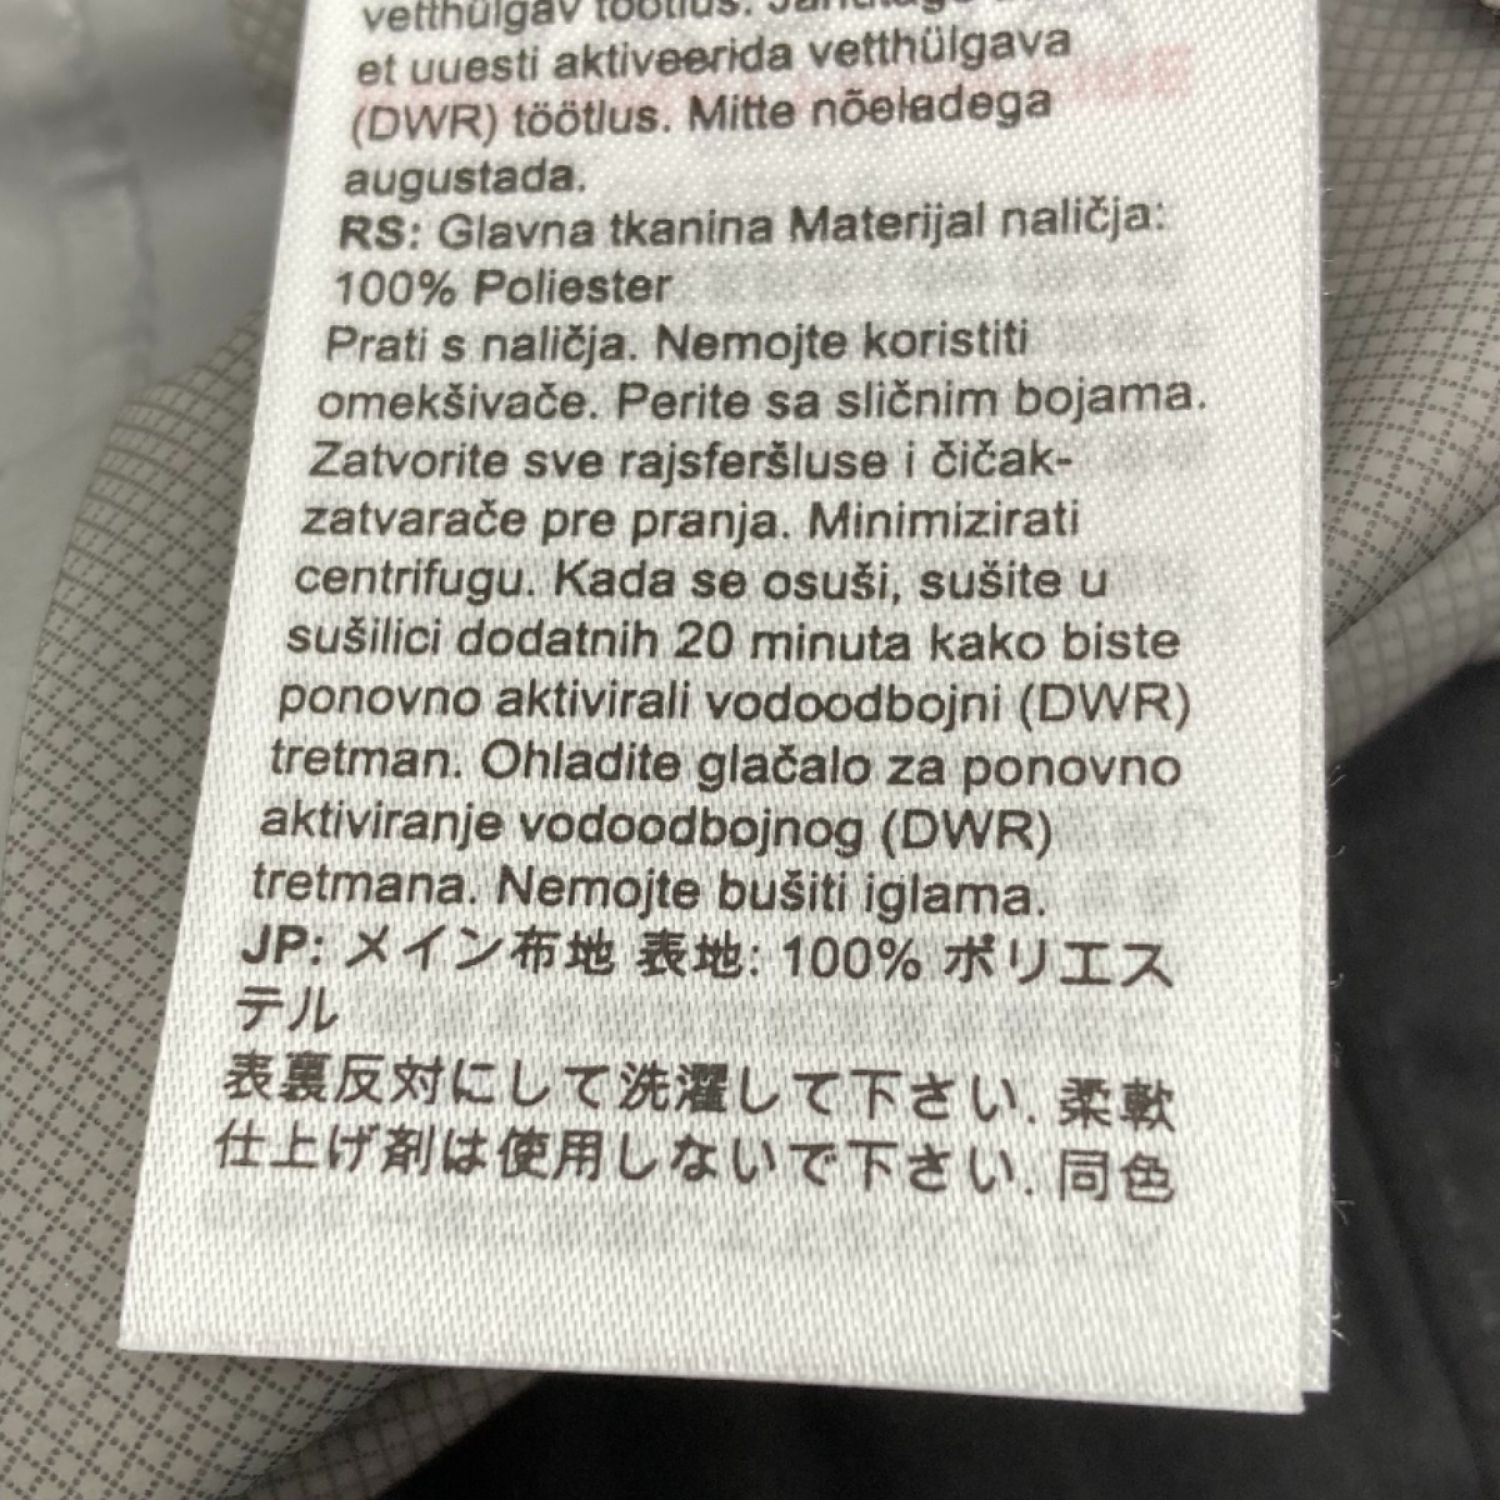 vetthülgav töötlus.
et uuesti aktiveerida vetthülgava
(DWR) töötlus. Mitte nõeladega
augustada.
RS: Glavna tkanina Materijal naličja:
100% Poliester
Prati s naličja. Nemojte koristiti
omekšivače. Perite sa sličnim bojama.
Zatvorite sve rajsferšluse i čičak-
zatvarače pre pranja. Minimizirati
centrifugu. Kada se osuši, sušite u
sušilici dodatnih 20 minuta kako biste
ponovno aktivirali vodoodbojni (DWR)
tretman. Ohladite glačalo za ponovno
aktiviranje vodoodbojnog (DWR)
tretmana. Nemojte bušiti iglama.
JP: メイン布地 表地: 100% ポリエス
テル
表裏反対にして洗濯して下さい. 柔軟
仕上げ剤は使用しないで下さい. 同色